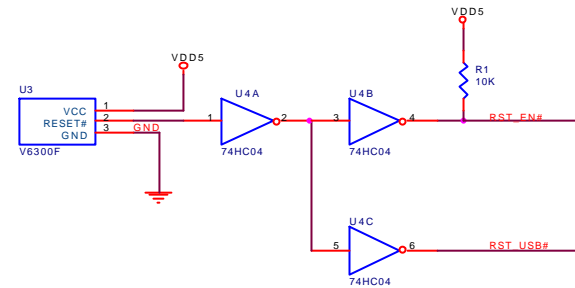 VDD5
VDD5
R1
10K
U3
VCC
1
RESET#
2
GND
3
GND
V6300F
U4A
1
2
74HC04
U4B
3
4
74HC04
RST_EN#
U4C
5
6
74HC04
RST_USB#